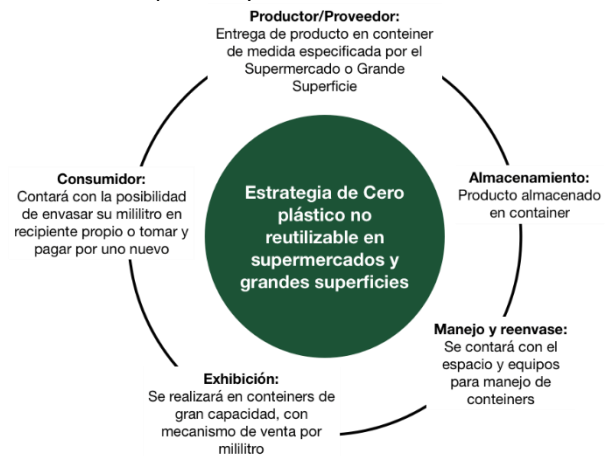 Productor/Proveedor:
Entrega de producto en conteiner
de medida especificada por el
Supermercado o Grande
Superficie
Almacenamiento:
Producto almacenado
en container
Manejo y reenvase:
Se contará con el
espacio y equipos
para manejo de
conteiners
Exhibición:
Se realizará en conteiners de
gran capacidad, con
mecanismo de venta por
mililitro
Consumidor:
Contará con la posibilidad
de envasar su mililitro en
recipiente propio o tomar y
pagar por uno nuevo
Estrategia de Cero
plástico no
reutilizable en
supermercados y
grandes superficies